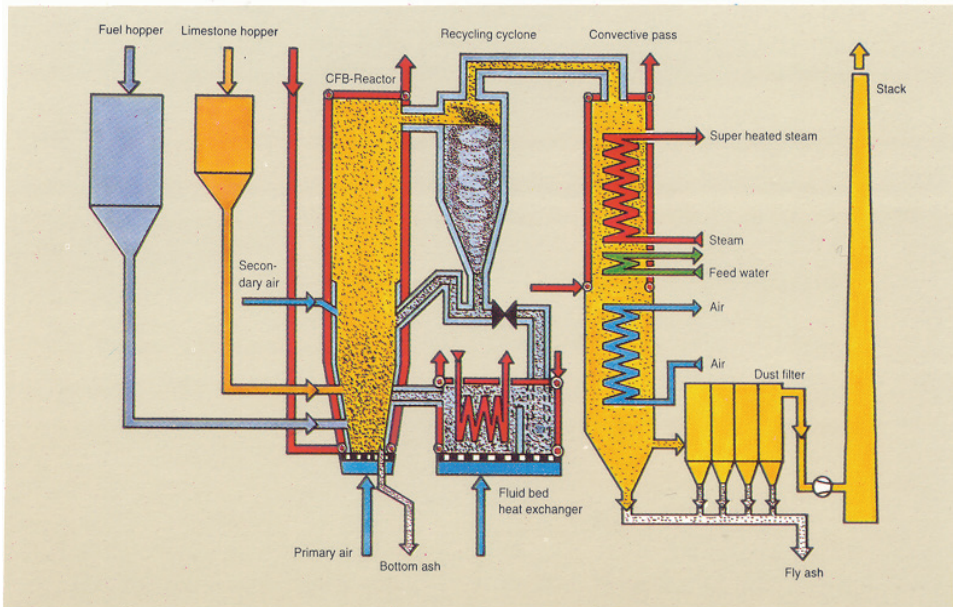 Fuel hopper
Limestone hopper
Recycling cyclone
Convective pass
CFB-Reactor
Stack
Super heated steam
Steam
Feed water
Secon-
dary air
Air
Air
Dust filter
Fluid bed
heat exchanger
Primary air
Bottom ash
Fly ash